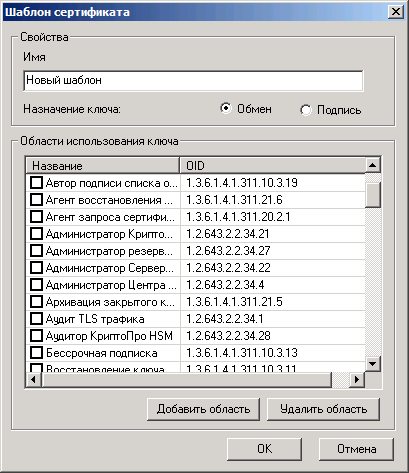 Шаблон сертификата
Свойства
Имя
Новый шаблон
Назначение ключа:
Обмен
Подпись
Области использования ключа
Название OID
Автор подписи списка о... 1.3.6.1.4.1.311.10.3.19
Агент восстановления ... 1.3.6.1.4.1.311.21.6
Агент запроса сертифи... 1.3.6.1.4.1.311.20.2.1
Администратор Крипто... 1.2.643.2.2.34.21
Администратор резерв... 1.2.643.2.2.34.27
Администратор Сервер... 1.2.643.2.2.34.22
Администратор Центра ... 1.2.643.2.2.34.4
Архивация закрытого к... 1.3.6.1.4.1.311.21.5
Аудит TLS трафика 1.2.643.2.2.34.1
Аудитор КриптоПро HSM 1.2.643.2.2.34.28
Бессрочная подписка 1.3.6.1.4.1.311.10.3.13
Восстановление ключа 1.3.6.1.4.1.311.10.3.11
Добавить область
Удалить область
OK
Отмена